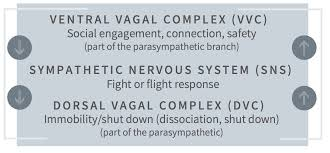 VENTRAL VAGAL COMPLEX (VVC)
Social engagement, connection, safety
(part of the parasympathetic branch)
SYMPATHETIC NERVOUS SYSTEM (SNS)
Fight or flight response
DORSAL VAGAL COMPLEX (DVC)
Immobility/shut down (dissociation, shut down)
(part of the parasympathetic)